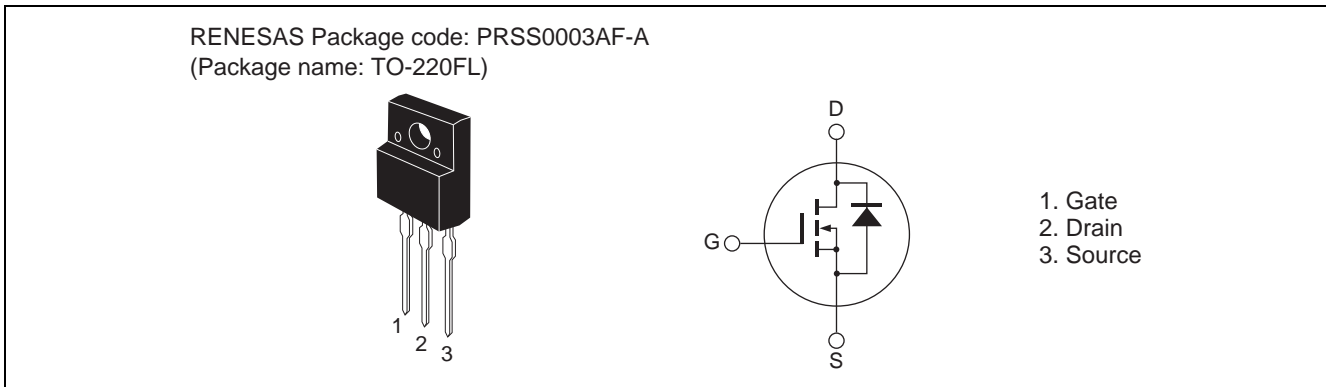 RENESAS Package code: PRSS0003AF-A
(Package name: TO-220FL)
1
2
3
D
G
S
1. Gate
2. Drain
3. Source